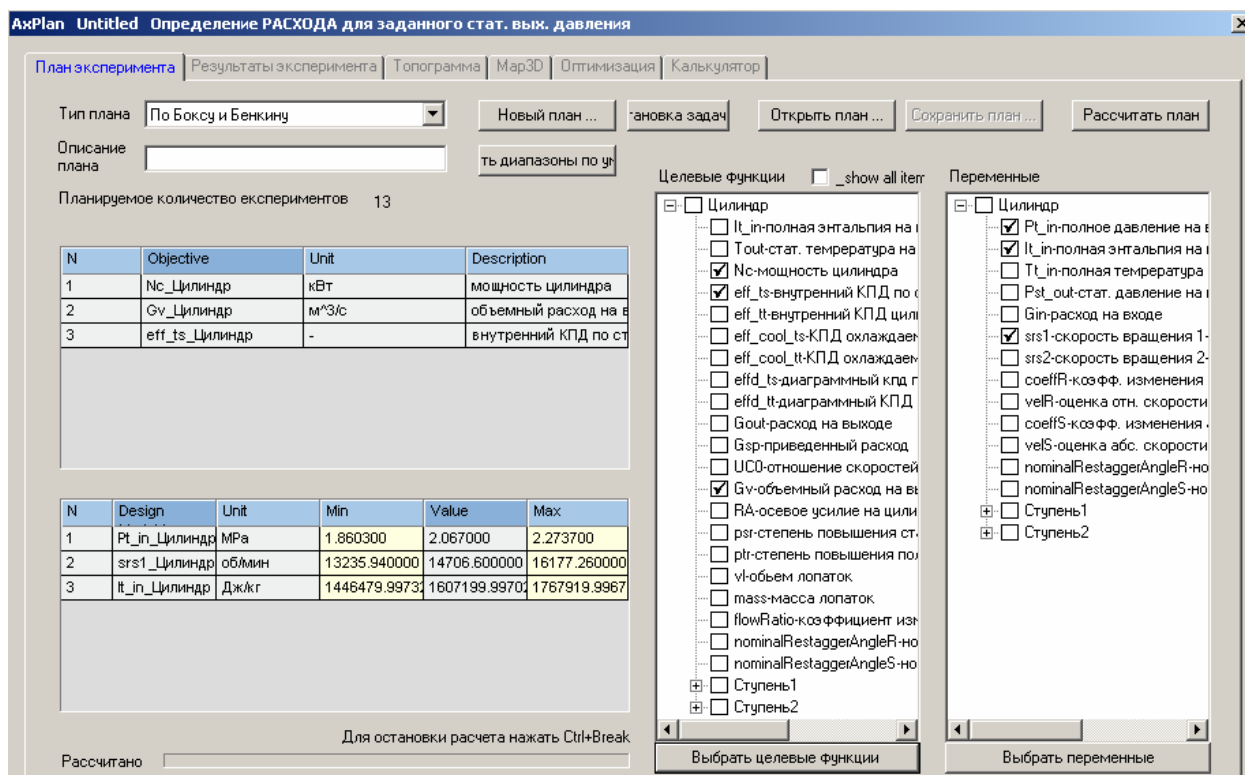 AxPlan Untitled Определение РАСХОДА для заданного стат. вых. давления
План эксперимента Результаты эксперимента Топограмма Map3D Оптимизация Калькулятор
Тип плана По Боксу и Бенкину Новый план ... тановка задач Открыть план ... Сохранить план ... Рассчитать план
Описание
плана
ть диапазоны по ум
Планируемое количество експериментов 13
N Objective Unit Description
1 Nc_Цилиндр кВт мощность цилиндра
2 Gv_Цилиндр м^3/с объемный расход на в
3 eff_ts_Цилиндр - внутренний КПД по ст
N Design Unit Min Value Max
1 Pt_in_Цилиндр MPa 1.860300 2.067000 2.273700
2 srs1_Цилиндр об/мин 13235.940000 14706.600000 16177.260000
3 It_in_Цилиндр Дж/кг 1446479.99732 1607199.99702 1767919.9967
Для остановки расчета нажать Ctrl+Break
Рассчитано
Целевые функции _show all item
Цилиндр
It_in-полная энтальпия на
Tout-стат. темрература на
Nc-мощность цилиндра
eff_ts-внутренний КПД по
eff_tt-внутренний КПД цил
eff_cool_ts-КПД охлаждаем
eff_cool_tt-КПД охлаждаем
effd_ts-диаграммный кпд
effd_tt-диаграммный КПД
Gout-расход на выходе
Gsp-приведенный расход
UC0-отношение скоростей
Gv-объемный расход на вы
RA-осевое усилие на цили
psr-степень повышения ст
ptr-степень повышения пол
vl-обьем лопаток
mass-масса лопаток
flowRatio-коэффициент изм
nominalRestaggerAngleR-но
nominalRestaggerAngleS-но
Ступень1
Ступень2
Выбрать целевые функции
Переменные
Цилиндр
Pt_in-полное давление на в
It_in-полная энтальпия на
Tt_in-полная темрература
Pst_out-стат. давление на
Gin-расход на входе
srs1-скорость вращения 1-
srs2-скорость вращения 2-
coeffR-коэфф. изменения
velR-оценка отн. скорости
coeffS-коэфф. изменения
velS-оценка абс. скорости
nominalRestaggerAngleR-но
nominalRestaggerAngleS-но
Ступень1
Ступень2
Выбрать переменные